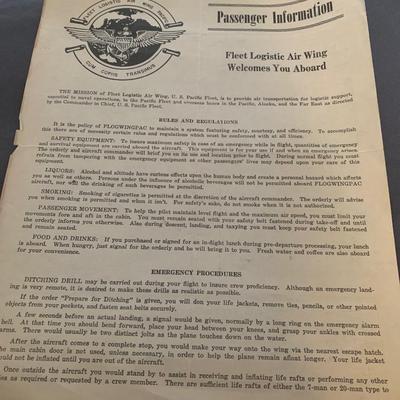 FLEET LOGISTIC AIR WING PACIFIC
CUM COPIIS TRANSIMUS
Passenger Information
Fleet Logistic Air Wing
Welcomes You Aboard
THE MISSION of Fleet Logistic Air Wing, U. S. Pacific Fleet, is to provide air transportation for logistic support,
essential to naval operations, to the Pacific Fleet and overseas bases in the Pacific, Alaska, and the Far East as directed
by the Commander in Chief, U. S. Pacific Fleet.
RULES AND REGULATIONS
It is the policy of FLOGWINGPAC to maintain a system featuring safety, courtesy, and efficiency. To accomplish
this there are of necessity certain rules and regulations which must be conformed with at all times.
SAFETY EQUIPMENT: To insure maximum safety in case of an emergency while in flight, quantities of emergency
and survival equipment are carried aboard the aircraft. This equipment is for your use if and when an emergency arises.
The orderly and aircraft commander will brief you on its use and location prior to flight. During normal flight you must
refrain from tampering with the emergency equipment as other passengers' lives may depend upon your care of this
equipment.
LIQUORS: Alcohol and altitude have curious effects upon the human body and create a personal hazard which affects
you as well as others. Persons under the influence of alcoholic beverages will not be permitted aboard FLOGWINGPAC
aircraft, nor will the drinking of such beverages be permitted.
SMOKING: Smoking of cigarettes is permitted at the discretion of the aircraft commander. The orderly will advise
you when smoking is permitted and when it isn't. For safety's sake, do not smoke when it is not authorized.
PASSENGER MOVEMENT: To help the pilot maintain level flight and the maximum air speed, you must limit your
movements fore and aft in the cabin. You must remain seated with your safety belt fastened during take-off and until
the orderly informs you otherwise. Also during descent, landing, and taxying you must keep your safety belt fastened
and remain seated.
FOOD AND DRINKS: If you purchased or signed for an in-flight lunch during pre-departure processing, your lunch
is aboard. When hungry, just signal for the orderly and he will bring it to you. Fresh water and coffee are also aboard
for your convenience.
EMERGENCY PROCEDURES
DITCHING DRILL may be carried out during your flight to insure crew proficiency. Although an emergency land-
ing is very remote, it is desired to make these drills as realistic as possible.
If the order "Prepare for Ditching" is given, you will don your life jackets, remove ties, pencils, or other pointed
objects from your pockets, and fasten seat belts securely.
A few seconds before an actual landing, a signal would be given, normally by a long ring on the emergency alarm
bell. At that time you should bend forward, place your head between your knees, and grasp your ankles with crossed
arms. There would usually be two distinct jolts as the plane touches down on the water.
After the aircraft comes to a complete stop, you would make your way onto the wing via the nearest escape hatch.
the main cabin door is not used, unless necessary, in order to help the plane remain afloat longer. Your life jacket
ould not be inflated until you are out of the aircraft.
Once outside the aircraft you would stand by to assist in receiving and inflating life rafts or performing any other
ies as required or requested by a crew member. There are sufficient life rafts of either the 7-man or 20-man type to